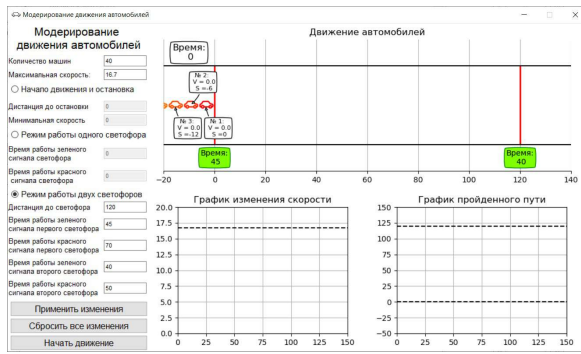 Модерирование движения автомобилей
Модерирование
движения автомобилей
Количество машин
40
Максимальная скорость:
16.7
Начало движения и остановка
Дистанция до остановки
0
Минимальная скорость
0
Режим работы одного светофора
Время работы зеленого
сигнала светофора
0
Время работы красного
сигнала светофора
0
Режим работы двух светофоров
Дистанция до светофора
120
Время работы зеленого
сигнала первого светофора
45
Время работы красного
сигнала первого светофора
70
Время работы зеленого
сигнала второго светофора
40
Время работы красного
сигнала второго светофора
50
Применить изменения
Сбросить все изменения
Начать движение
Движение автомобилей
Время:
0
№ 2:
V = 0.0
S =-6
№ 3:
V = 0.0
S =-12
№ 1:
V = 0.0
S =0
Время:
45
Время:
40
−20 0 20 40 60 80 100 120 140
График изменения скорости
20.0
17.5
15.0
12.5
10.0
7.5
5.0
2.5
0.0
0 25 50 75 100 125 150
График пройденного пути
150
125
100
75
50
25
0
−25
−50
0 25 50 75 100 125 150